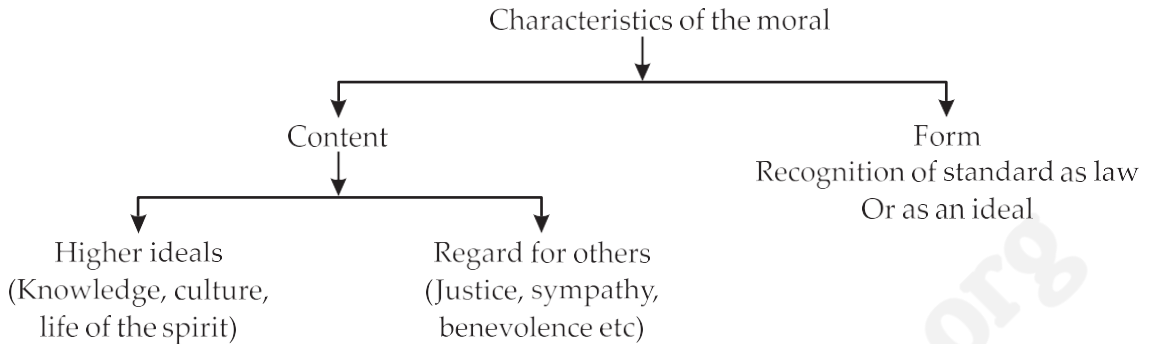 Characteristics of the moral
Content
Form
Recognition of standard as law
Or as an ideal
Higher ideals
(Knowledge, culture,
life of the spirit)
Regard for others
(Justice, sympathy,
benevolence etc)
org